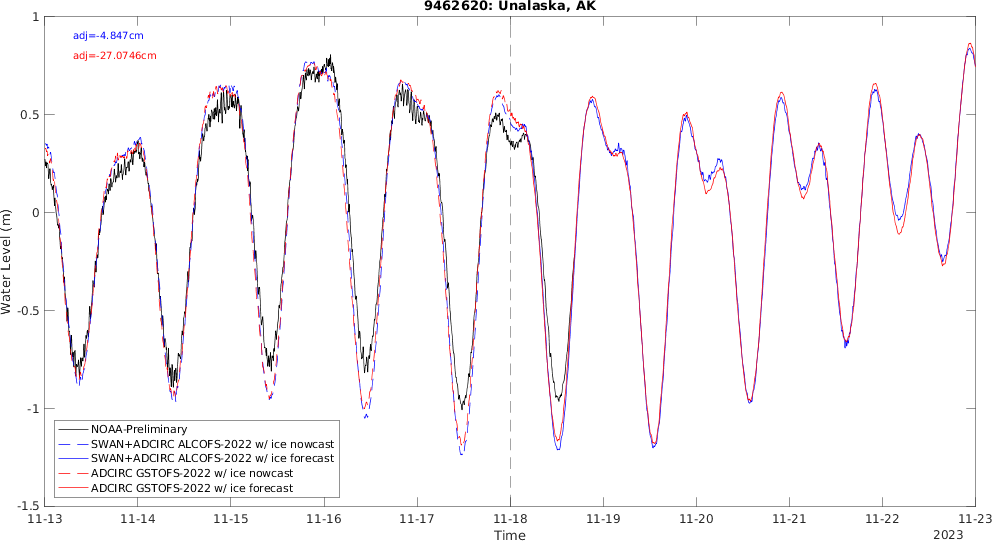 9462620: Unalaska, AK
adj=-4.847cm
adj=-27.0746cm
Water Level (m)
1
0.5
0
-0.5
-1
-1.5
NOAA-Preliminary
SWAN+ADCIRC ALCOFS-2022 w/ ice nowcast
SWAN+ADCIRC ALCOFS-2022 w/ ice forecast
ADCIRC GSTOFS-2022 w/ ice nowcast
ADCIRC GSTOFS-2022 w/ ice forecast
11-13 11-14 11-15 11-16 11-17 11-18 11-19 11-20 11-21 11-22 11-23
Time
2023